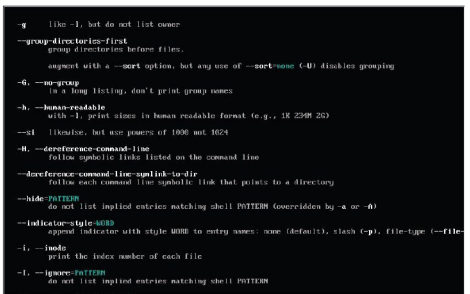 -g like -l, but do not list owner
--group-directories-first
group directories before files.
augment with a --sort option, but any use of --sort=none (-U) disables grouping
-G, --no-group
in a long listing, don't print group names
-h, --human-readable
with -l, print sizes in human readable format (e.g., 1K 234M 2G)
--si likewise, but use powers of 1000 not 1024
-H, --dereference-command-line
follow symbolic links listed on the command line
--dereference-command-line-symlink-to-dir
follow each command line symbolic link that points to a directory
--hide=PATTERN
do not list implied entries matching shell PATTERN (overridden by -a or -A)
--indicator-style=WORD
append indicator with style WORD to entry names: none (default), slash (-p), file-type (--file-
-i, --inode
print the index number of each file
-I, --ignore=PATTERN
do not list implied entries matching shell PATTERN